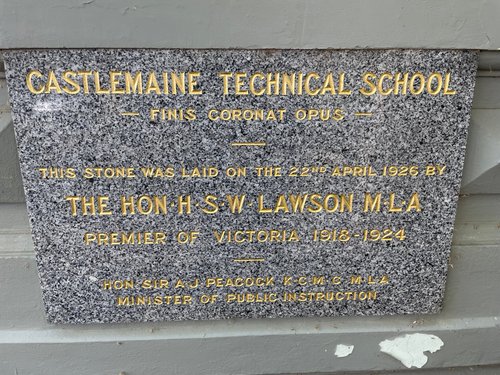 CASTLEMAINE TECHNICAL SCHOOL
— FINIS CORONAT OPUS —
THIS STONE WAS LAID ON THE 22ND APRIL 1926 BY
THE HON·H·S·W LAWSON M·L·A
PREMIER OF VICTORIA 1918-1924
HON. SIR A J PEACOCK K·C·M·G· M·L·A
MINISTER OF PUBLIC INSTRUCTION